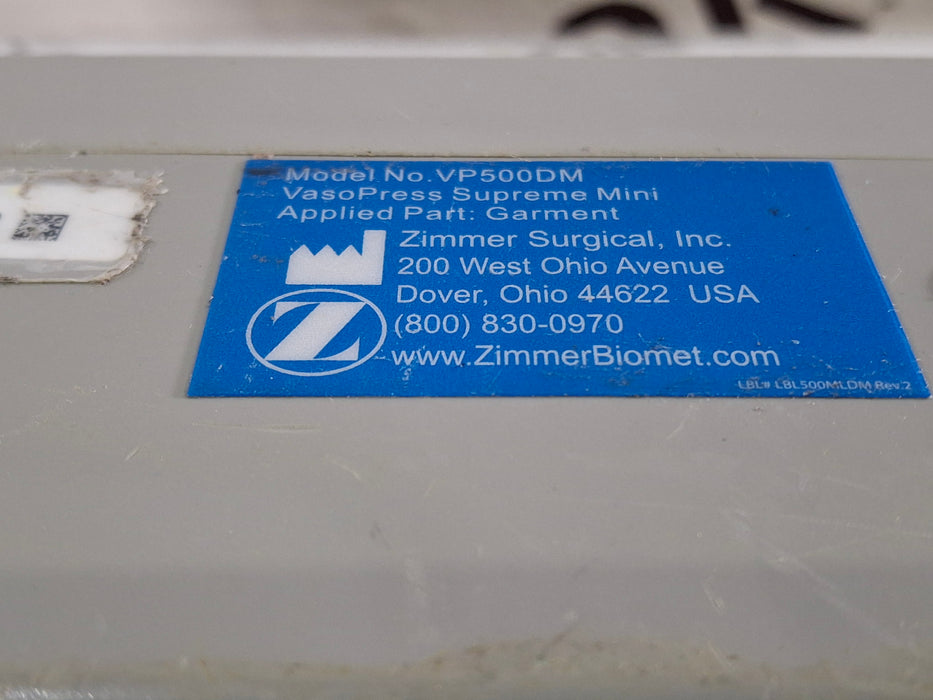 Model No.VP500DM
VasoPress Supreme Mini
Applied Part: Garment
Zimmer Surgical, Inc.
200 West Ohio Avenue
Dover, Ohio 44622 USA
(800) 830-0970
www.ZimmerBiomet.com
Z
LBL# LBL500MLDM Rev.2